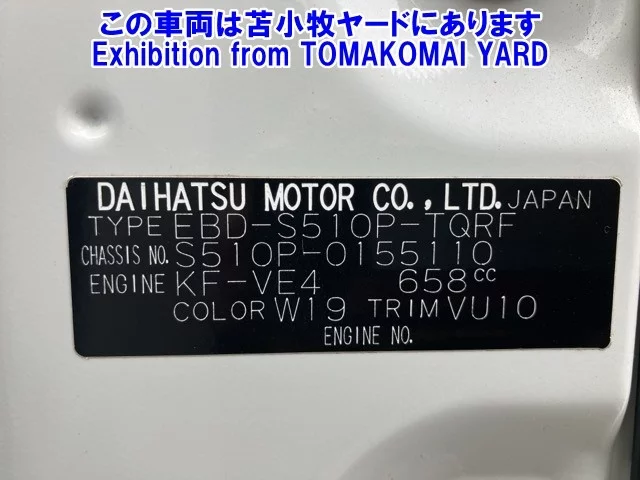 この車両は苫小牧ヤードにあります
Exhibition from TOMAKOMAI YARD
DAIHATSU MOTOR CO.,LTD. JAPAN
TYPE EBD-S510P-TQRF
CHASSIS NO. S510P-0155110
ENGINE KF-VE4 658CC
COLOR W19 TRIM VU10
ENGINE NO.